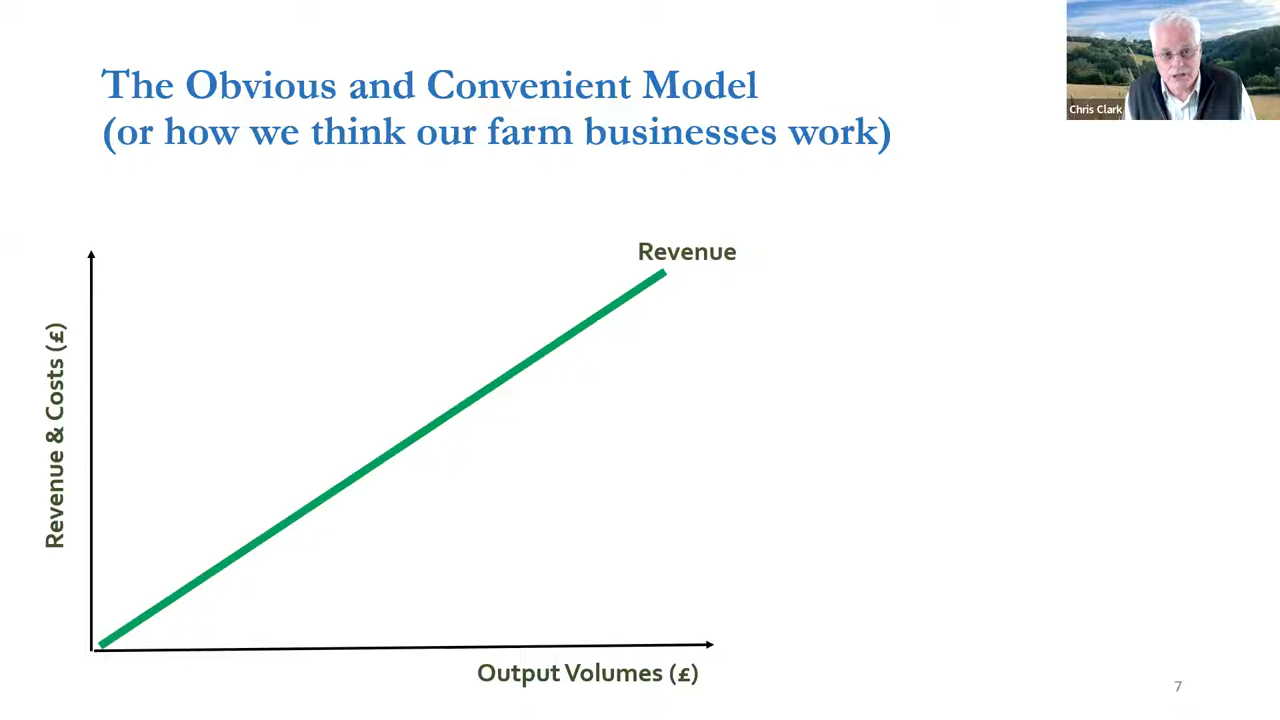 The Obvious and Convenient Model
(or how we think our farm businesses work)
Chris Clark
Revenue
Revenue & Costs (£)
Output Volumes (£)
7